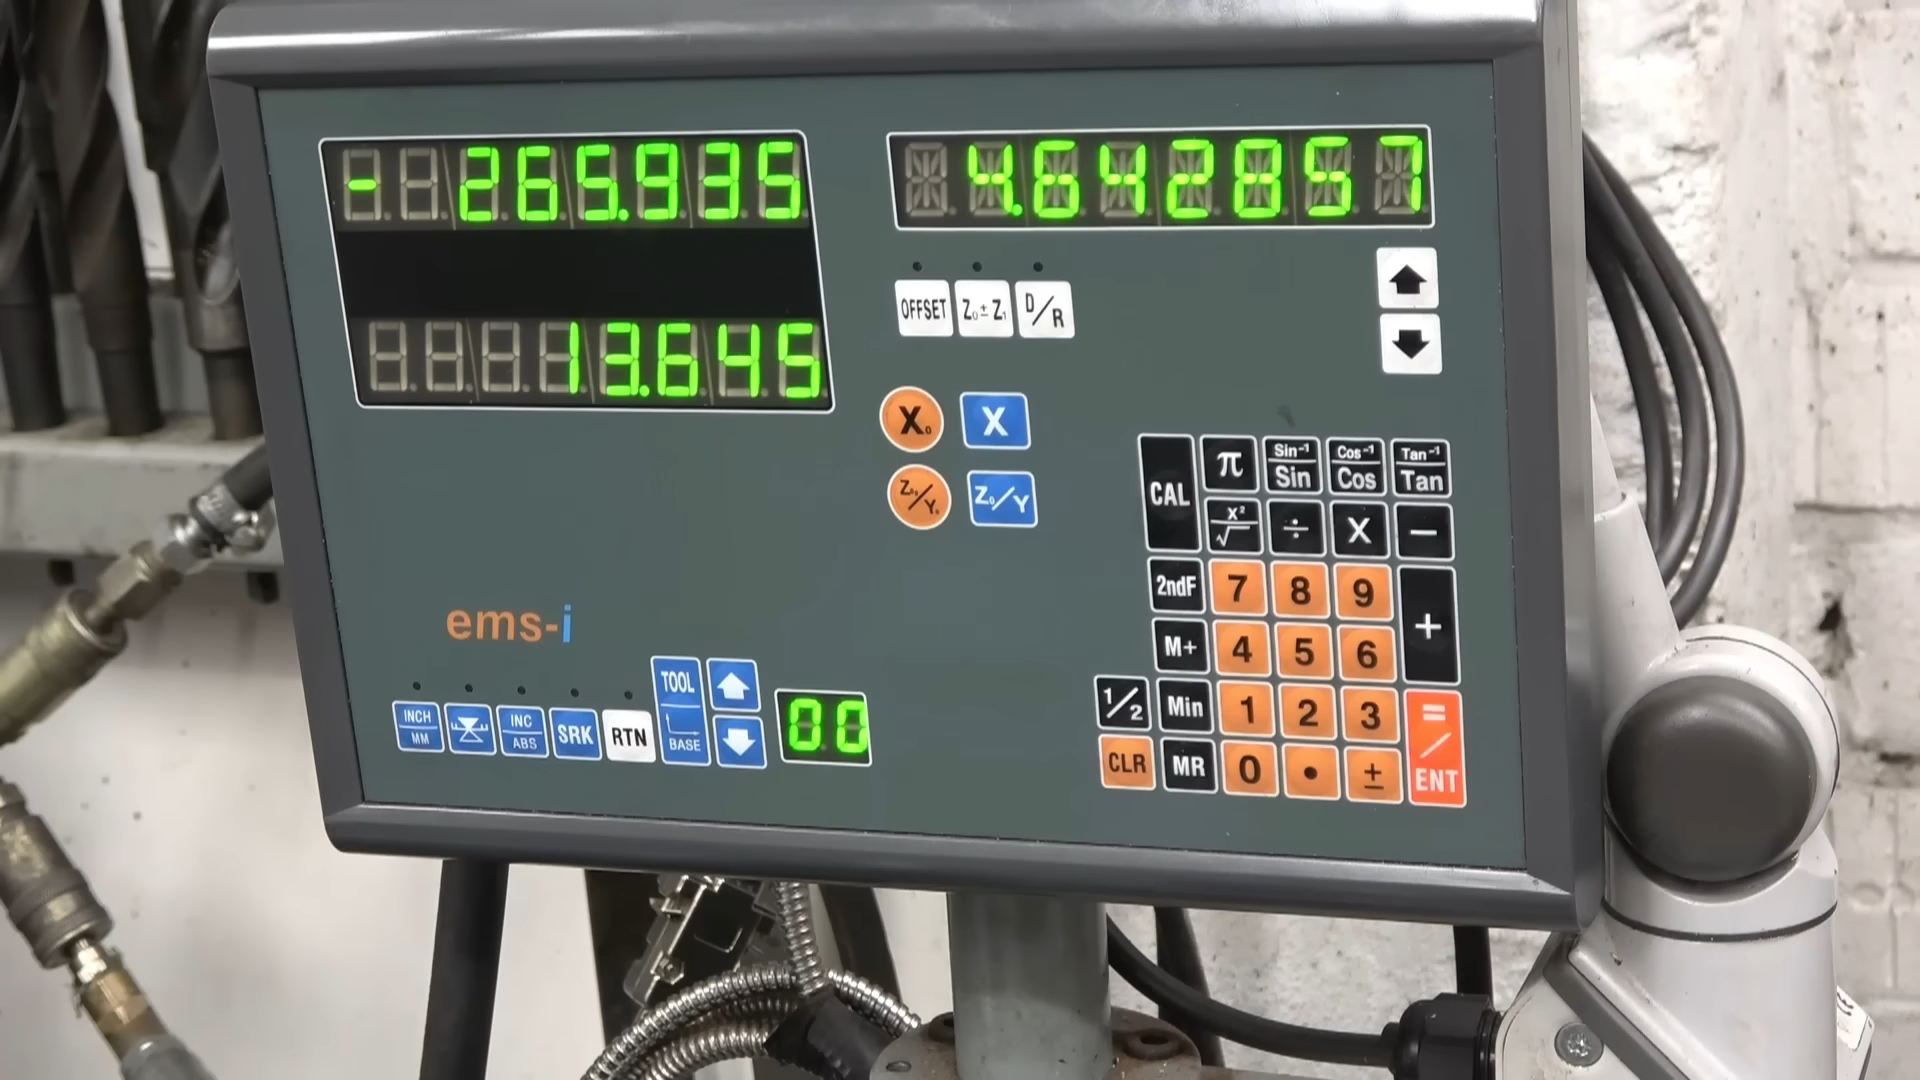 - 265.935
4.642857
13.645
OFFSET Z₀±Z₁ D/R
X₀ X
Z₀/Y₀ Z₀/Y
CAL π Sin⁻¹ Sin Cos⁻¹ Cos Tan⁻¹ Tan
X² √ ÷ X −
2ndF 7 8 9 +
M+ 4 5 6
1/2 Min 1 2 3
CLR MR 0 • ± = / ENT
ems-i
INCH MM INC ABS SRK RTN TOOL BASE 00